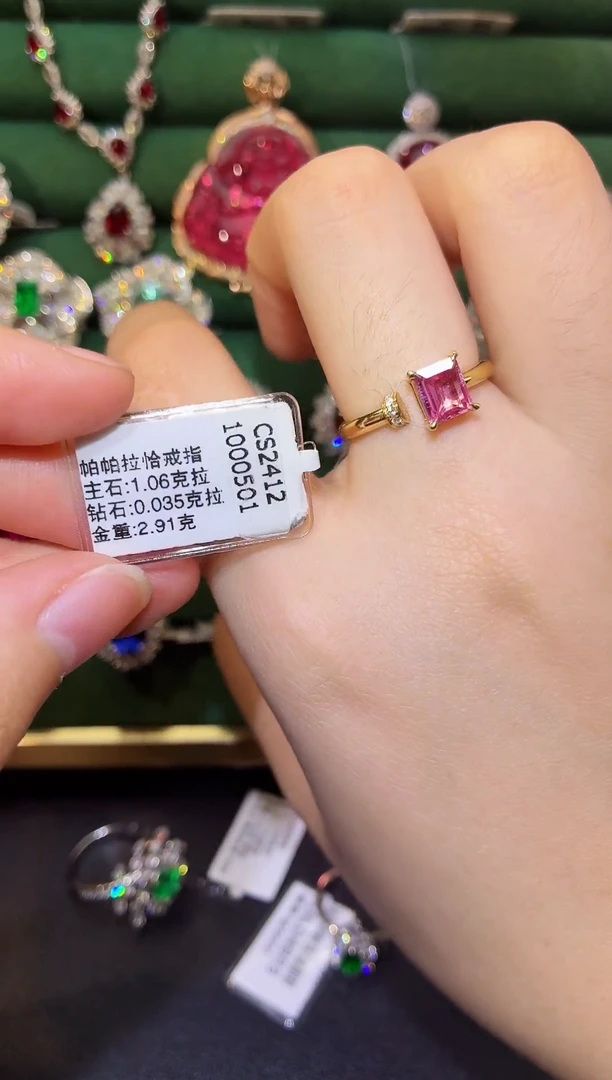 帕帕拉恰戒指
主石:1.06克拉
钻石:0.035克拉
金重:2.91克
CS2412
1000501